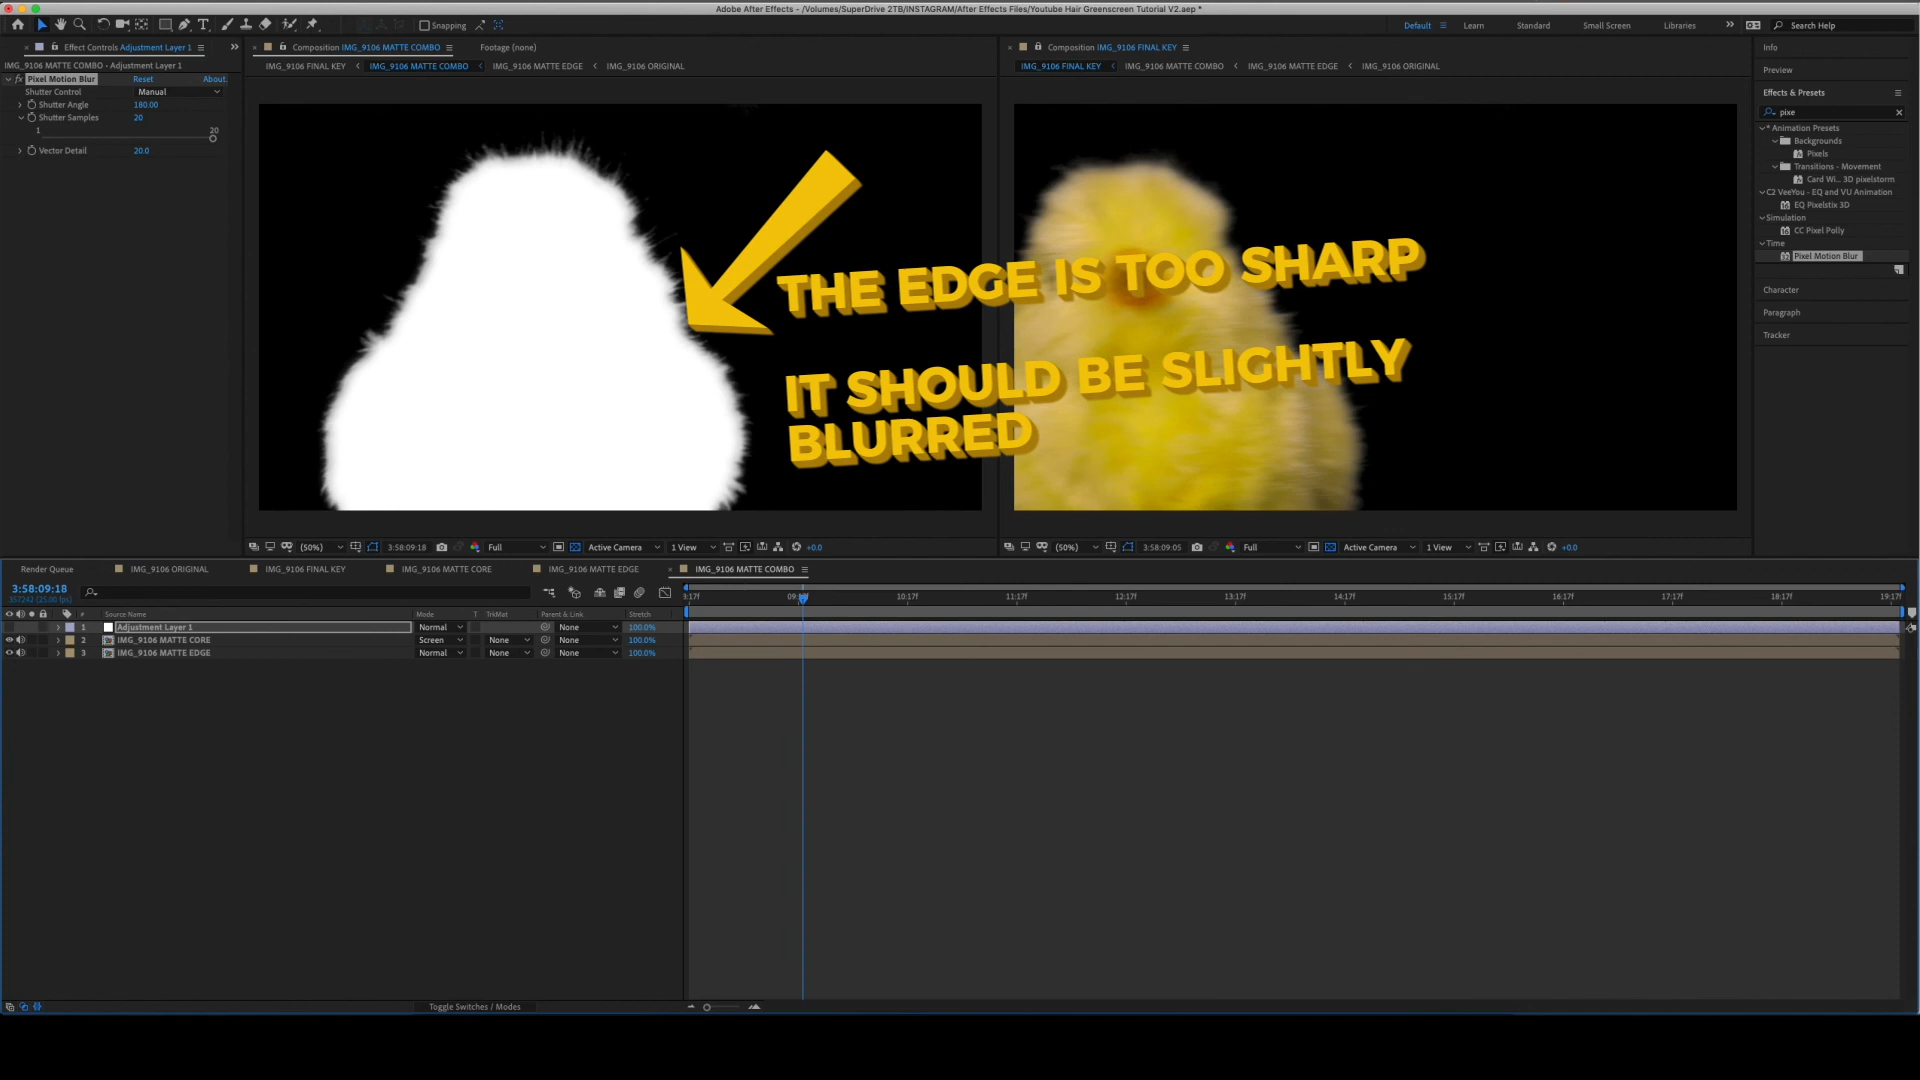 Adobe After Effects - /Volumes/SuperDrive 2TB/INSTAGRAM/After Effects Files/Youtube Hair Greenscreen Tutorial V2.aep *
Snapping
Default
Learn
Standard
Small Screen
Libraries
Search Help
Effect Controls Adjustment Layer 1
Composition IMG_9106 MATTE COMBO
Footage (none)
Composition IMG_9106 FINAL KEY
Info
IMG_9106 MATTE COMBO • Adjustment Layer 1
IMG_9106 FINAL KEY
IMG_9106 MATTE COMBO
IMG_9106 MATTE EDGE
IMG_9106 ORIGINAL
IMG_9106 FINAL KEY
IMG_9106 MATTE COMBO
IMG_9106 MATTE EDGE
IMG_9106 ORIGINAL
Preview
fx Pixel Motion Blur
Reset
About.
Shutter Control
Manual
Shutter Angle
180.00
Shutter Samples
20
1
20
Vector Detail
20.0
Effects & Presets
pixe
* Animation Presets
Backgrounds
Pixels
Transitions - Movement
Card Wi... 3D pixelstorm
C2 VeeYou - EQ and VU Animation
EQ Pixelstix 3D
Simulation
CC Pixel Polly
Time
Pixel Motion Blur
Character
Paragraph
Tracker
THE EDGE IS TOO SHARP
IT SHOULD BE SLIGHTLY
BLURRED
(50%)
3:58:09:18
Full
Active Camera
1 View
+0.0
(50%)
3:58:09:05
Full
Active Camera
1 View
+0.0
Render Queue
IMG_9106 ORIGINAL
IMG_9106 FINAL KEY
IMG_9106 MATTE CORE
IMG_9106 MATTE EDGE
IMG_9106 MATTE COMBO
3:58:09:18
357242 (25.00 fps)
10:17f
11:17f
12:17f
13:17f
14:17f
15:17f
16:17f
17:17f
18:17f
19:17f
#
Source Name
Mode
T
TrkMat
Parent & Link
Stretch
1
Adjustment Layer 1
Normal
None
100.0%
2
IMG_9106 MATTE CORE
Screen
None
None
100.0%
3
IMG_9106 MATTE EDGE
Normal
None
None
100.0%
Toggle Switches / Modes